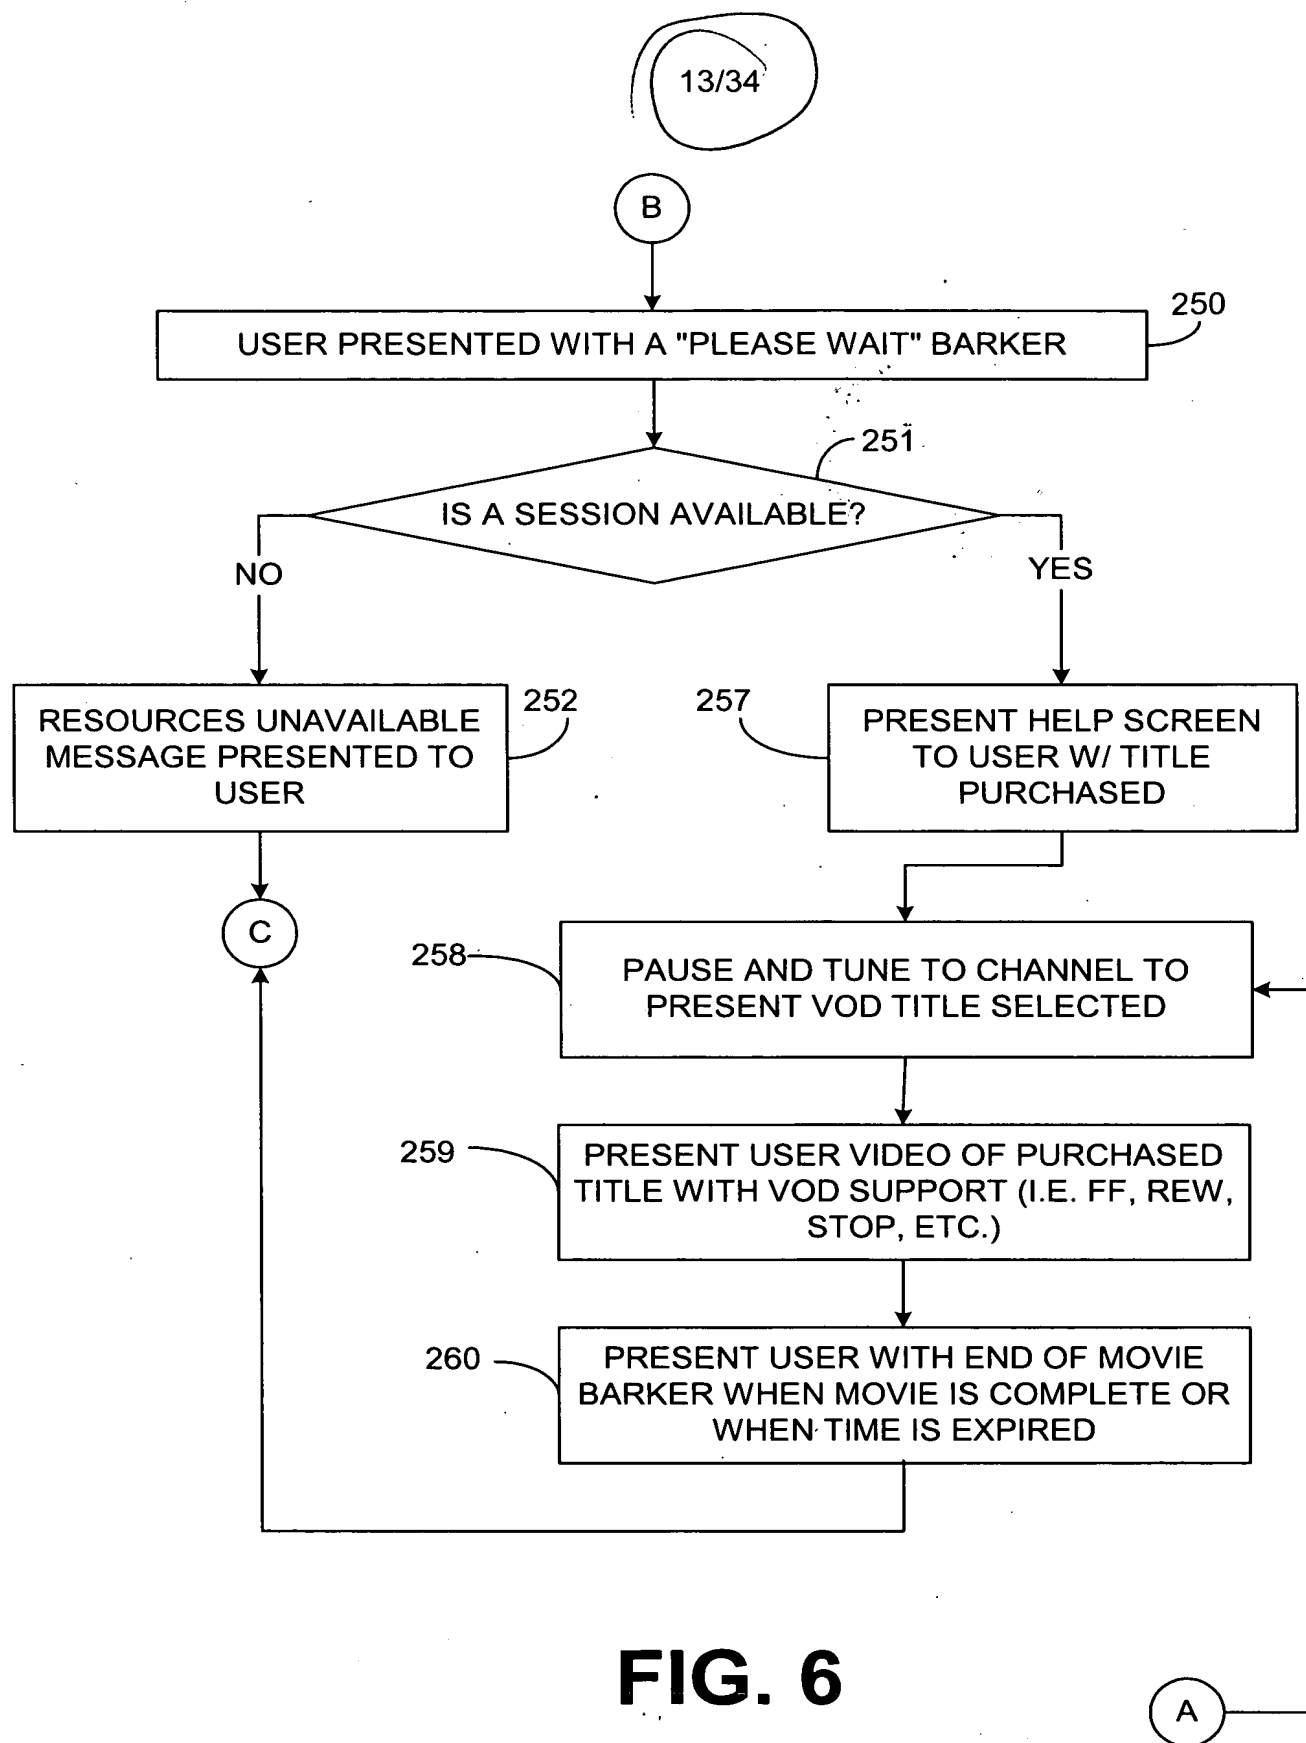 13/34
B
250
USER PRESENTED WITH A "PLEASE WAIT" BARKER
251
IS A SESSION AVAILABLE?
NO
YES
252
RESOURCES UNAVAILABLE
MESSAGE PRESENTED TO
USER
257
PRESENT HELP SCREEN
TO USER W/ TITLE
PURCHASED
C
258
PAUSE AND TUNE TO CHANNEL TO
PRESENT VOD TITLE SELECTED
259
PRESENT USER VIDEO OF PURCHASED
TITLE WITH VOD SUPPORT (I.E. FF, REW,
STOP, ETC.)
260
PRESENT USER WITH END OF MOVIE
BARKER WHEN MOVIE IS COMPLETE OR
WHEN TIME IS EXPIRED
FIG. 6
A